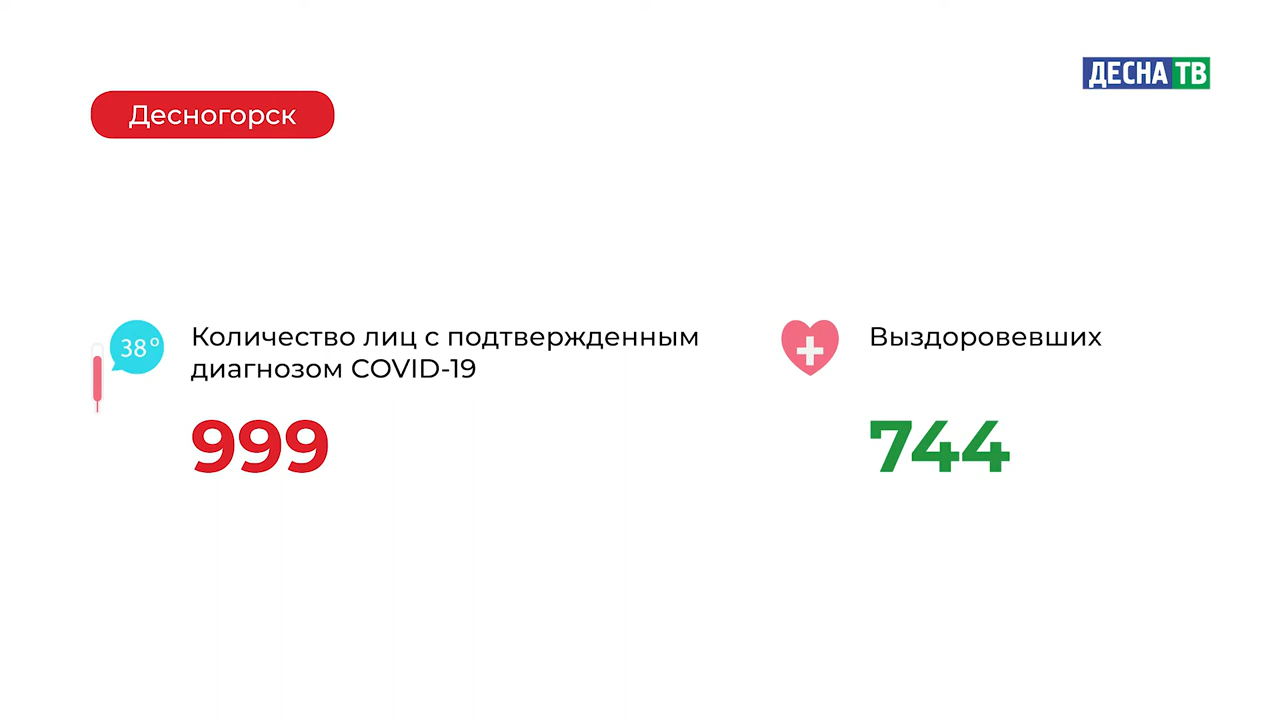 ДЕСНА ТВ
Десногорск
38°
Количество лиц с подтвержденным
диагнозом COVID-19
999
Выздоровевших
744